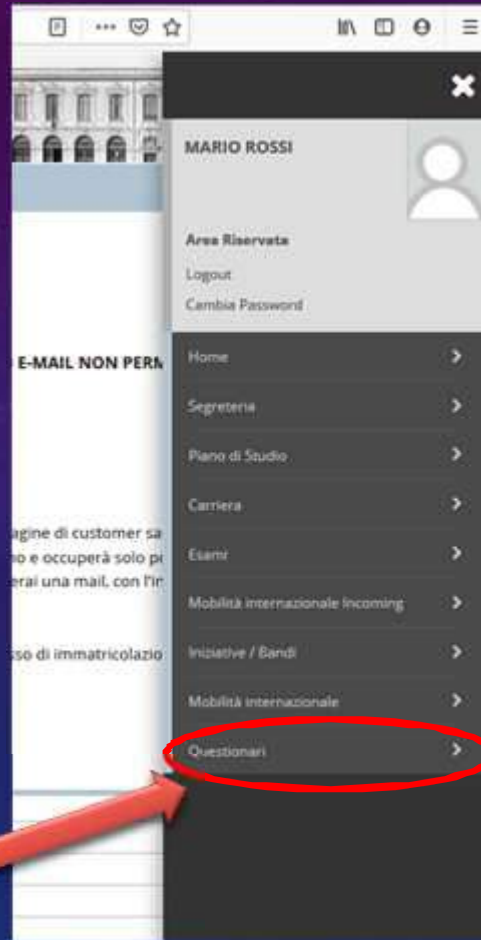 MARIO ROSSI
Area Riservata
Logout
Cambia Password
E-MAIL NON PERM
agine di customer sa
no e occuperà solo
erai una mail, con l'in
sso di immatricolazio
Home
Segreteria
Piano di Studio
Carriera
Esami
Mobilità internazionale Incoming
Iniziative / Bandi
Mobilità internazionale
Questionari